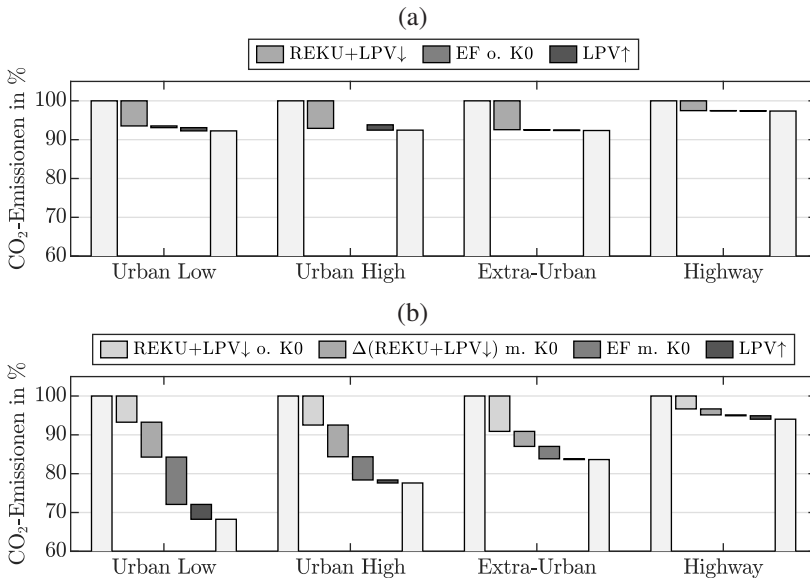 (a)
REKU+LPV↓ EF o. K0 LPV↑
CO₂-Emissionen in %
100
90
80
70
60
Urban Low Urban High Extra-Urban Highway
(b)
REKU+LPV↓ o. K0 Δ(REKU+LPV↓) m. K0 EF m. K0 LPV↑
CO₂-Emissionen in %
100
90
80
70
60
Urban Low Urban High Extra-Urban Highway